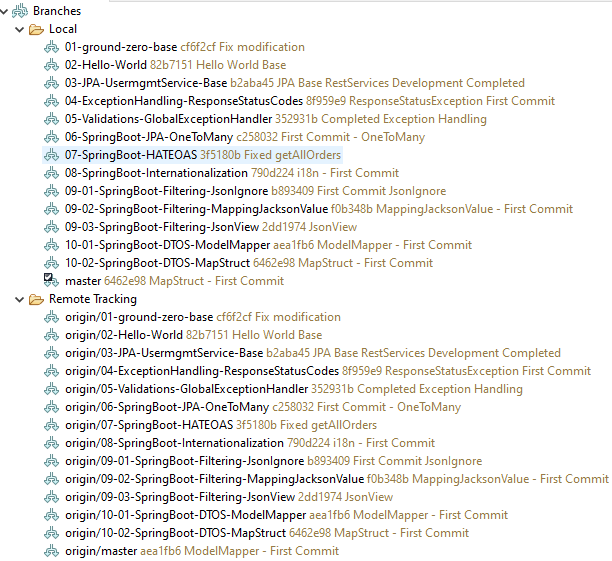 Branches
Local
01-ground-zero-base cf6f2cf Fix modification
02-Hello-World 82b7151 Hello World Base
03-JPA-UsermgmtService-Base b2aba45 JPA Base RestServices Development Completed
04-ExceptionHandling-ResponseStatusCodes 8f959e9 ResponseStatusException First Commit
05-Validations-GlobalExceptionHandler 352931b Completed Exception Handling
06-SpringBoot-JPA-OneToMany c258032 First Commit - OneToMany
07-SpringBoot-HATEOAS 3f5180b Fixed getAllOrders
08-SpringBoot-Internationalization 790d224 i18n - First Commit
09-01-SpringBoot-Filtering-JsonIgnore b893409 First Commit JsonIgnore
09-02-SpringBoot-Filtering-MappingJacksonValue f0b348b MappingJacksonValue - First Commit
09-03-SpringBoot-Filtering-JsonView 2dd1974 JsonView
10-01-SpringBoot-DTOS-ModelMapper aea1fb6 ModelMapper - First Commit
10-02-SpringBoot-DTOS-MapStruct 6462e98 MapStruct - First Commit
master 6462e98 MapStruct - First Commit
Remote Tracking
origin/01-ground-zero-base cf6f2cf Fix modification
origin/02-Hello-World 82b7151 Hello World Base
origin/03-JPA-UsermgmtService-Base b2aba45 JPA Base RestServices Development Completed
origin/04-ExceptionHandling-ResponseStatusCodes 8f959e9 ResponseStatusException First Commit
origin/05-Validations-GlobalExceptionHandler 352931b Completed Exception Handling
origin/06-SpringBoot-JPA-OneToMany c258032 First Commit - OneToMany
origin/07-SpringBoot-HATEOAS 3f5180b Fixed getAllOrders
origin/08-SpringBoot-Internationalization 790d224 i18n - First Commit
origin/09-01-SpringBoot-Filtering-JsonIgnore b893409 First Commit JsonIgnore
origin/09-02-SpringBoot-Filtering-MappingJacksonValue f0b348b MappingJacksonValue - First Commit
origin/09-03-SpringBoot-Filtering-JsonView 2dd1974 JsonView
origin/10-01-SpringBoot-DTOS-ModelMapper aea1fb6 ModelMapper - First Commit
origin/10-02-SpringBoot-DTOS-MapStruct 6462e98 MapStruct - First Commit
origin/master aea1fb6 ModelMapper - First Commit